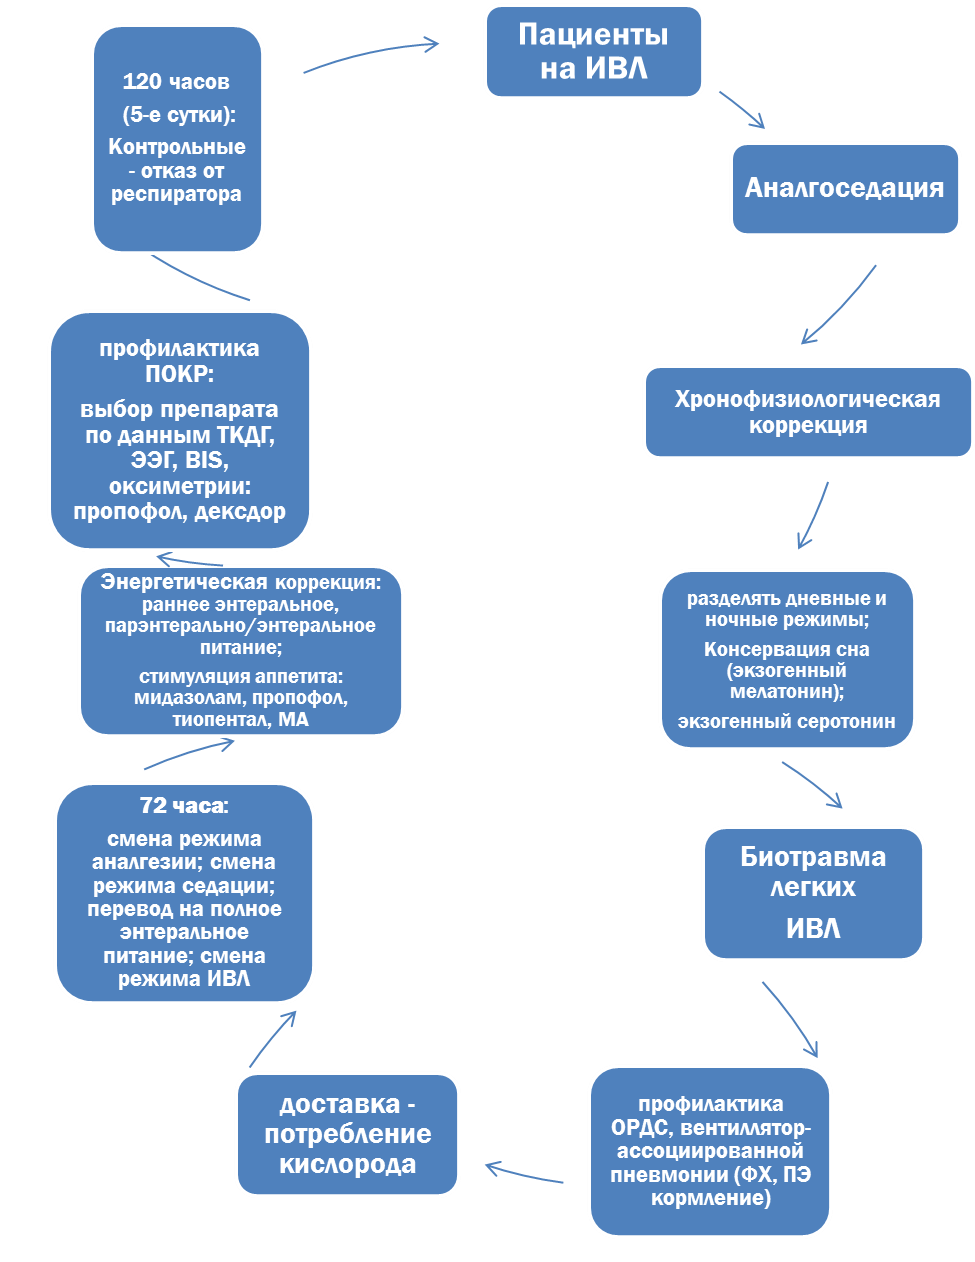 Пациенты
на ИВЛ
Аналгоседация
Хронофизиологическая
коррекция
разделять дневные и
ночные режимы;
Консервация сна
(экзогенный
мелатонин);
экзогенный серотонин
Биотравма
легких
ИВЛ
профилактика
ОРДС, вентиллятор-
ассоциированной
пневмонии (ФХ, ПЭ
кормление)
доставка -
потребление
кислорода
72 часа:
смена режима
аналгезии; смена
режима седации;
перевод на полное
энтеральное
питание; смена
режима ИВЛ
Энергетическая коррекция:
раннее энтеральное,
парэнтерально/энтеральное
питание;
стимуляция аппетита:
мидазолам, пропофол,
тиопентал, МА
профилактика
ПОКР:
выбор препарата
по данным ТКДГ,
ЭЭГ, BIS,
оксиметрии:
пропофол, дексдор
120 часов
(5-е сутки):
Контрольные
- отказ от
респиратора